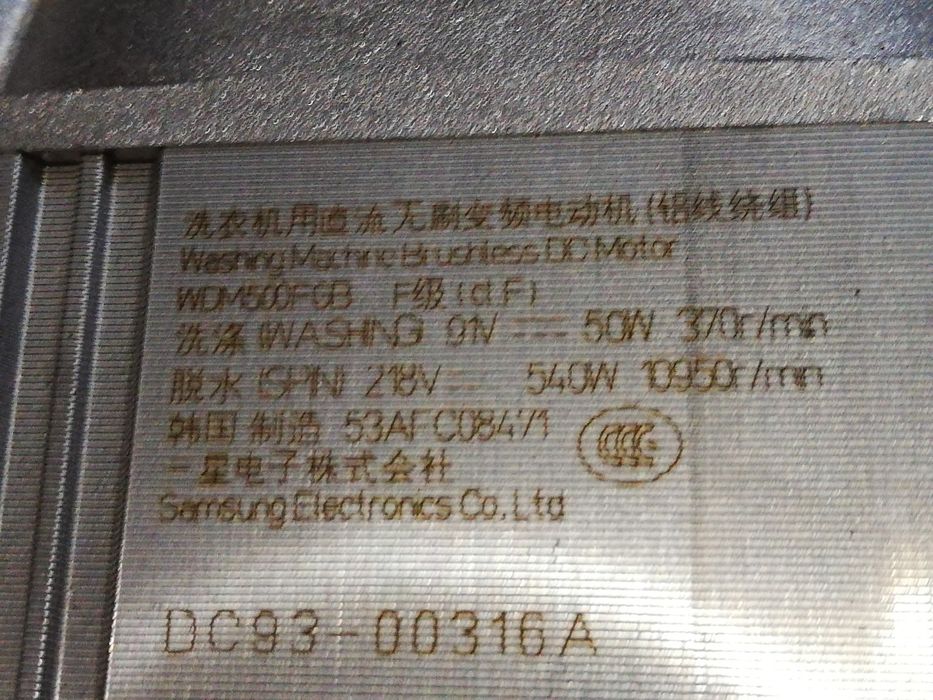 洗衣机用直流无刷变频电动机(铝线绕组)
Washing Machine Brushless DC Motor
WDM500F0B F级(cl.F)
洗涤 (WASHING) 91V 50W 370r/min
脱水 (SPIN) 218V 540W 10950r/min
韩国 制造 53AFC08471
三星电子株式会社
Samsung Electronics Co.,Ltd
DC93-00316A